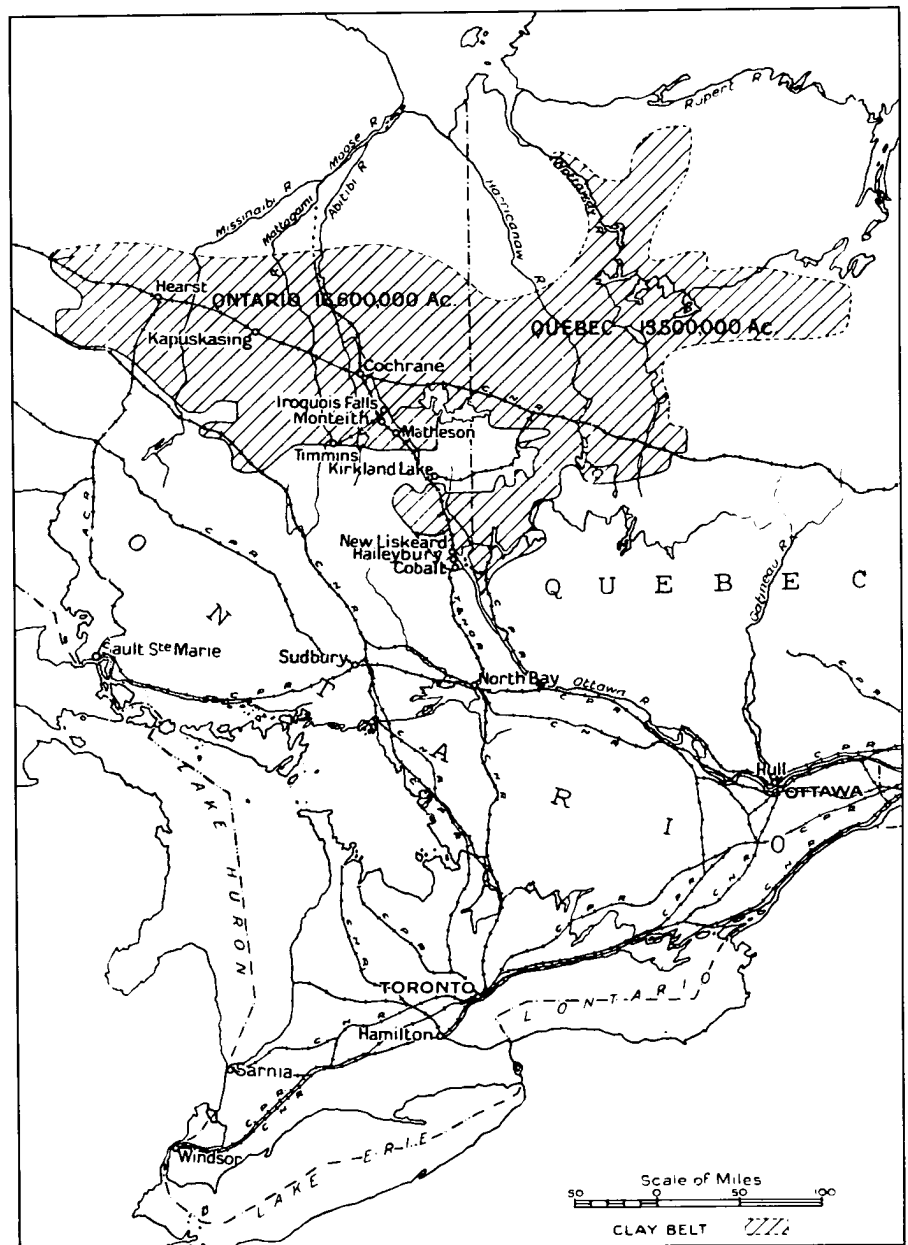 Rupert R
Moose R
Missinaibi R
Mattagami R
Abitibi R
Harricanaw R
Nottaway R
Hearst
ONTARIO 16,600,000 Ac.
QUEBEC - 13,500,000 Ac.
Kapuskasing
Cochrane
C N R
Iroquois Falls
Monteith
Matheson
Timmins
Kirkland Lake
A C R
C P R
C N R
New Liskeard
Haileybury
Cobalt
T & N O R
C P R
QUEBEC
Gatineau R
ONTARIO
Sault Ste Marie
Sudbury
North Bay
Ottawa R
C P R
C P R
C P R
C N R
C N R
C P R
C N R
Hull
OTTAWA
C P R
LAKE HURON
C N R
C P R
C N R
C P R
C P R
C N R
C N R
TORONTO
L. ONTARIO
Hamilton
C N R
Sarnia
C P R
C N R
Windsor
LAKE ERIE
Scale of Miles
50 0 50 100
CLAY BELT